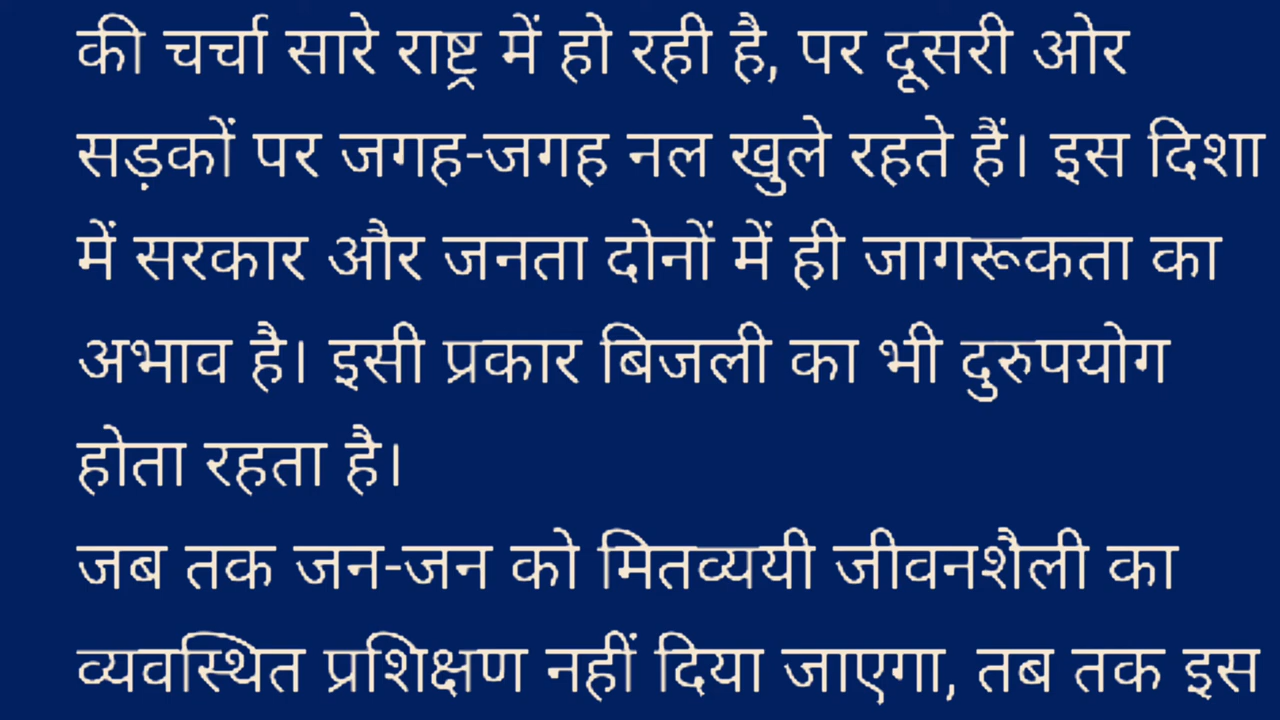 की चर्चा सारे राष्ट्र में हो रही है, पर दूसरी ओर
सड़कों पर जगह-जगह नल खुले रहते हैं। इस दिशा
में सरकार और जनता दोनों में ही जागरूकता का
अभाव है। इसी प्रकार बिजली का भी दुरुपयोग
होता रहता है।
जब तक जन-जन को मितव्ययी जीवनशैली का
व्यवस्थित प्रशिक्षण नहीं दिया जाएगा, तब तक इस